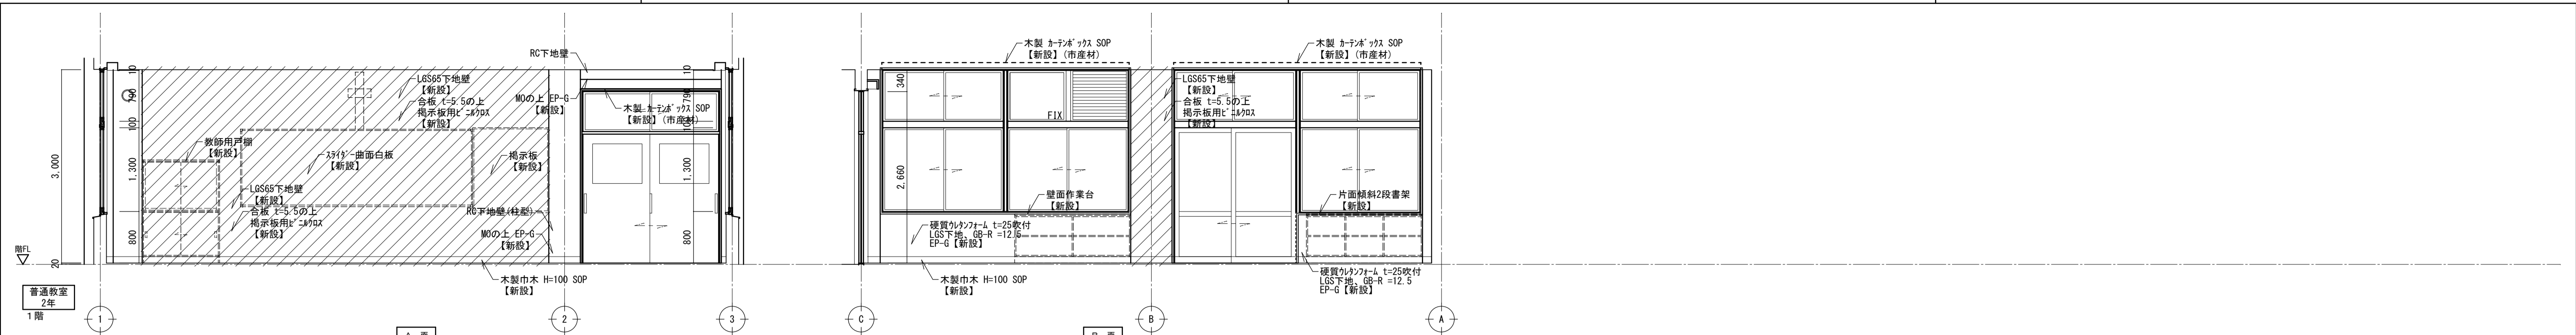 RC下地壁
10
LGS65下地壁
【新設】
790
合板 t=5.5の上
掲示板用ﾋﾞﾆﾙｸﾛｽ
【新設】
100
MOの上 EP-G
【新設】
10
790
木製 ｶｰﾃﾝﾎﾞｯｸｽ SOP
【新設】(市産材)
100
教師用戸棚
【新設】
ｽﾗｲﾀﾞｰ曲面白板
【新設】
掲示板
【新設】
3,000
1,300
1,300
LGS65下地壁
【新設】
合板 t=5.5の上
掲示板用ﾋﾞﾆﾙｸﾛｽ
【新設】
RC下地壁(柱型)
MOの上 EP-G
【新設】
800
800
階FL
20
木製巾木 H=100 SOP
【新設】
普通教室
2年
1階
1
2
3
A 面
木製 ｶｰﾃﾝﾎﾞｯｸｽ SOP
【新設】(市産材)
木製 ｶｰﾃﾝﾎﾞｯｸｽ SOP
【新設】(市産材)
340
LGS65下地壁
【新設】
合板 t=5.5の上
掲示板用ﾋﾞﾆﾙｸﾛｽ
【新設】
FIX
2,660
壁面作業台
【新設】
片面傾斜2段書架
【新設】
硬質ｳﾚﾀﾝﾌｫｰﾑ t=25吹付
LGS下地、GB-R =12.5
EP-G【新設】
木製巾木 H=100 SOP
【新設】
硬質ｳﾚﾀﾝﾌｫｰﾑ t=25吹付
LGS下地、GB-R =12.5
EP-G【新設】
C
B
A